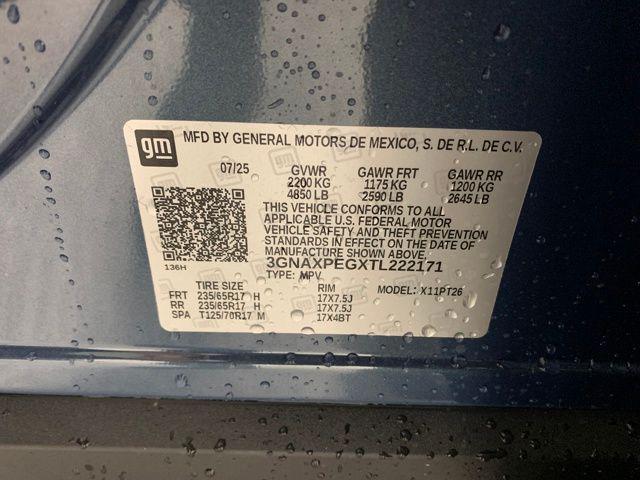 gm
MFD BY GENERAL MOTORS DE MEXICO, S. DE R.L. DE C.V.
07/25 GVWR GAWR FRT GAWR RR
2200 KG 1175 KG 1200 KG
4850 LB 2590 LB 2645 LB
THIS VEHICLE CONFORMS TO ALL
APPLICABLE U.S. FEDERAL MOTOR
VEHICLE SAFETY AND THEFT PREVENTION
STANDARDS IN EFFECT ON THE DATE OF
MANUFACTURE SHOWN ABOVE.
3GNAXPEGXTL222171
136H
TYPE: MPV
TIRE SIZE RIM MODEL: X11PT26
FRT 235/65R17 H 17X7.5J
RR 235/65R17 H 17X7.5J
SPA T125/70R17 M 17X4BT